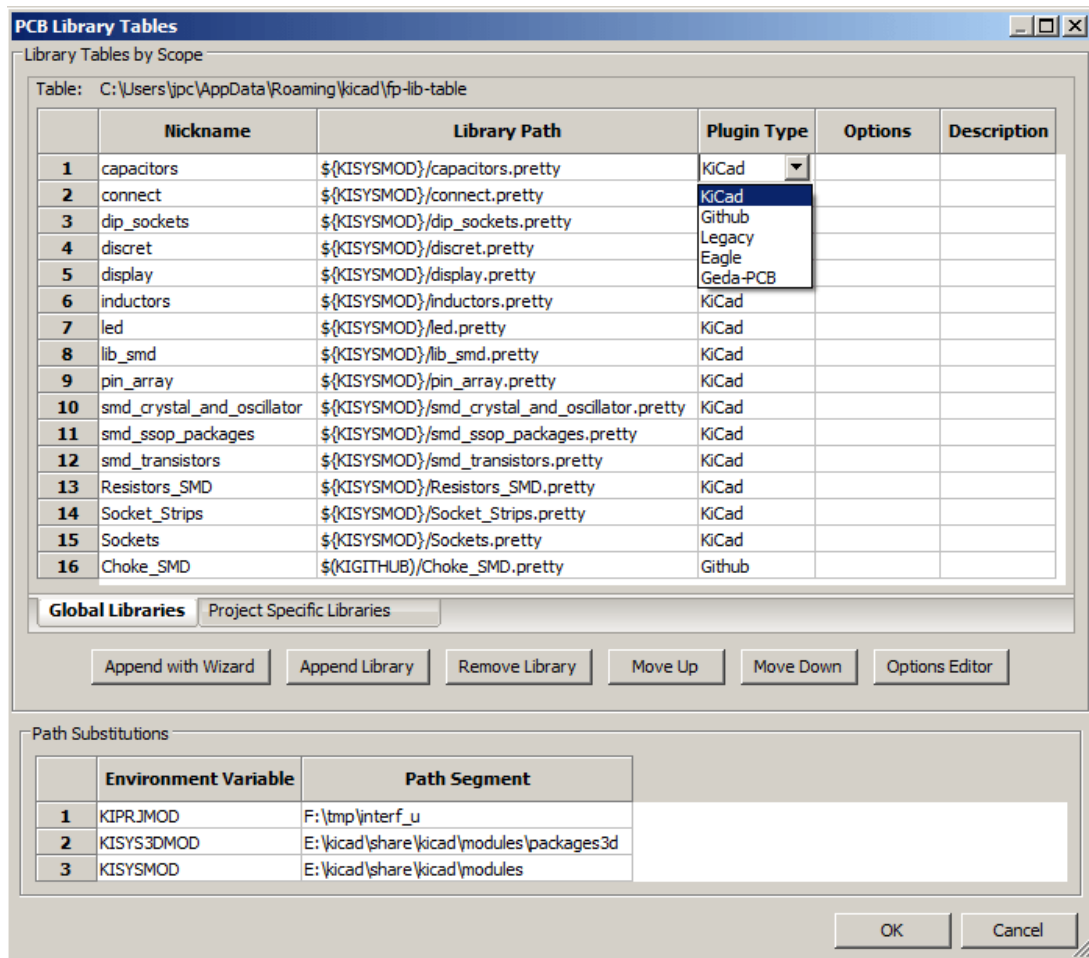 PCB Library Tables
Library Tables by Scope
Table: C:\Users\jpc\AppData\Roaming\kicad\fp-lib-table
Nickname Library Path Plugin Type Options Description
1 capacitors ${KISYSMOD}/capacitors.pretty KiCad
2 connect ${KISYSMOD}/connect.pretty KiCad
3 dip_sockets ${KISYSMOD}/dip_sockets.pretty Github
4 discret ${KISYSMOD}/discret.pretty Legacy
5 display ${KISYSMOD}/display.pretty Eagle
Geda-PCB
6 inductors ${KISYSMOD}/inductors.pretty KiCad
7 led ${KISYSMOD}/led.pretty KiCad
8 lib_smd ${KISYSMOD}/lib_smd.pretty KiCad
9 pin_array ${KISYSMOD}/pin_array.pretty KiCad
10 smd_crystal_and_oscillator ${KISYSMOD}/smd_crystal_and_oscillator.pretty KiCad
11 smd_ssop_packages ${KISYSMOD}/smd_ssop_packages.pretty KiCad
12 smd_transistors ${KISYSMOD}/smd_transistors.pretty KiCad
13 Resistors_SMD ${KISYSMOD}/Resistors_SMD.pretty KiCad
14 Socket_Strips ${KISYSMOD}/Socket_Strips.pretty KiCad
15 Sockets ${KISYSMOD}/Sockets.pretty KiCad
16 Choke_SMD $(KIGITHUB)/Choke_SMD.pretty Github
Global Libraries Project Specific Libraries
Append with Wizard Append Library Remove Library Move Up Move Down Options Editor
Path Substitutions
Environment Variable Path Segment
1 KIPRJMOD F:\tmp\interf_u
2 KISYS3DMOD E:\kicad\share\kicad\modules\packages3d
3 KISYSMOD E:\kicad\share\kicad\modules
OK Cancel